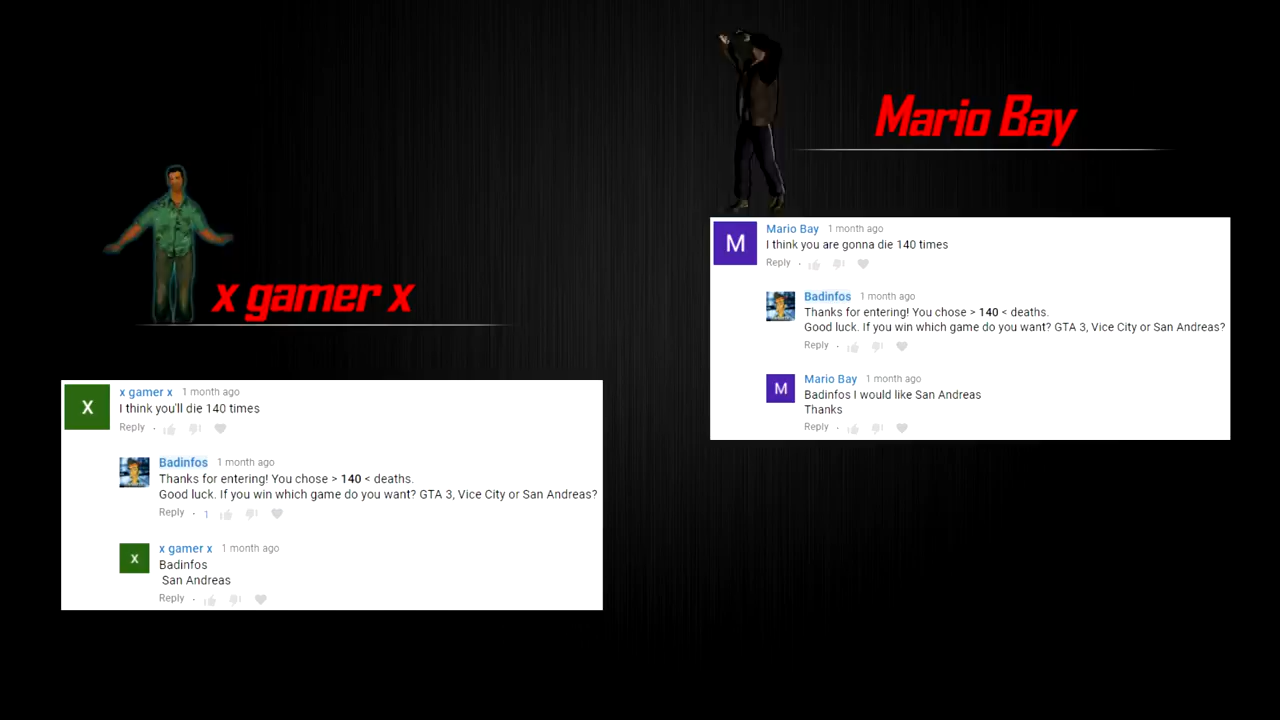 x gamer x
X
x gamer x 1 month ago
I think you'll die 140 times
Reply ·
Badinfos 1 month ago
Thanks for entering! You chose > 140 < deaths.
Good luck. If you win which game do you want? GTA 3, Vice City or San Andreas?
Reply · 1
X
x gamer x 1 month ago
Badinfos
San Andreas
Reply ·
Mario Bay
M
Mario Bay 1 month ago
I think you are gonna die 140 times
Reply ·
Badinfos 1 month ago
Thanks for entering! You chose > 140 < deaths.
Good luck. If you win which game do you want? GTA 3, Vice City or San Andreas?
Reply ·
M
Mario Bay 1 month ago
Badinfos I would like San Andreas
Thanks
Reply ·